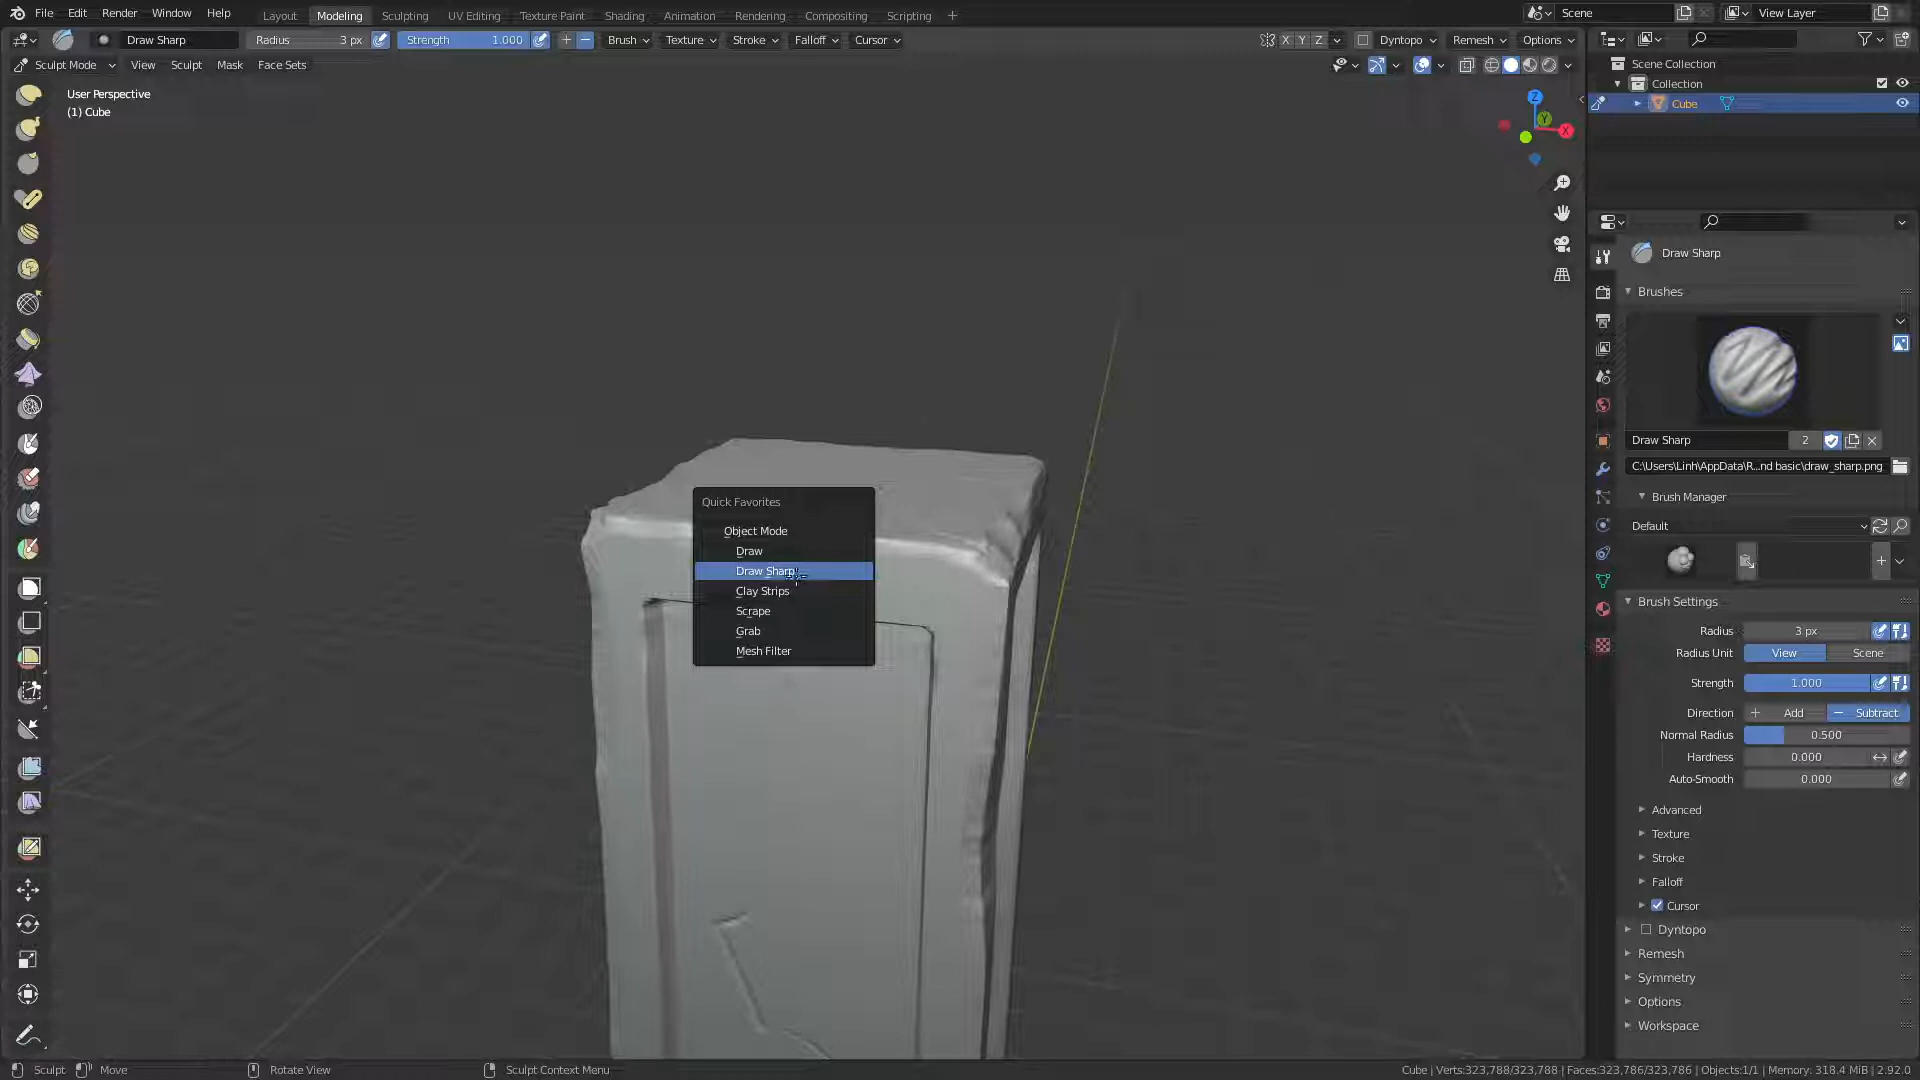 File Edit Render Window Help Layout Modeling Sculpting UV Editing Texture Paint Shading Animation Rendering Compositing Scripting + Scene View Layer
Draw Sharp Radius 3 px Strength 1.000 + − Brush Texture Stroke Falloff Cursor X Y Z Dyntopo Remesh Options
Sculpt Mode View Sculpt Mask Face Sets
User Perspective
(1) Cube
Z
Y
X
Quick Favorites
Object Mode
Draw
Draw Sharp
Clay Strips
Scrape
Grab
Mesh Filter
Scene Collection
Collection
Cube
Draw Sharp
Brushes
Draw Sharp 2
C:\Users\Linh\AppData\R...nd basic\draw_sharp.png
Brush Manager
Default
Brush Settings
Radius 3 px
Radius Unit View Scene
Strength 1.000
Direction + Add − Subtract
Normal Radius 0.500
Hardness 0.000
Auto-Smooth 0.000
Advanced
Texture
Stroke
Falloff
Cursor
Dyntopo
Remesh
Symmetry
Options
Workspace
Sculpt Move Rotate View Sculpt Context Menu Cube | Verts:323,788/323,788 | Faces:323,786/323,786 | Objects:1/1 | Memory: 318.4 MiB | 2.92.0